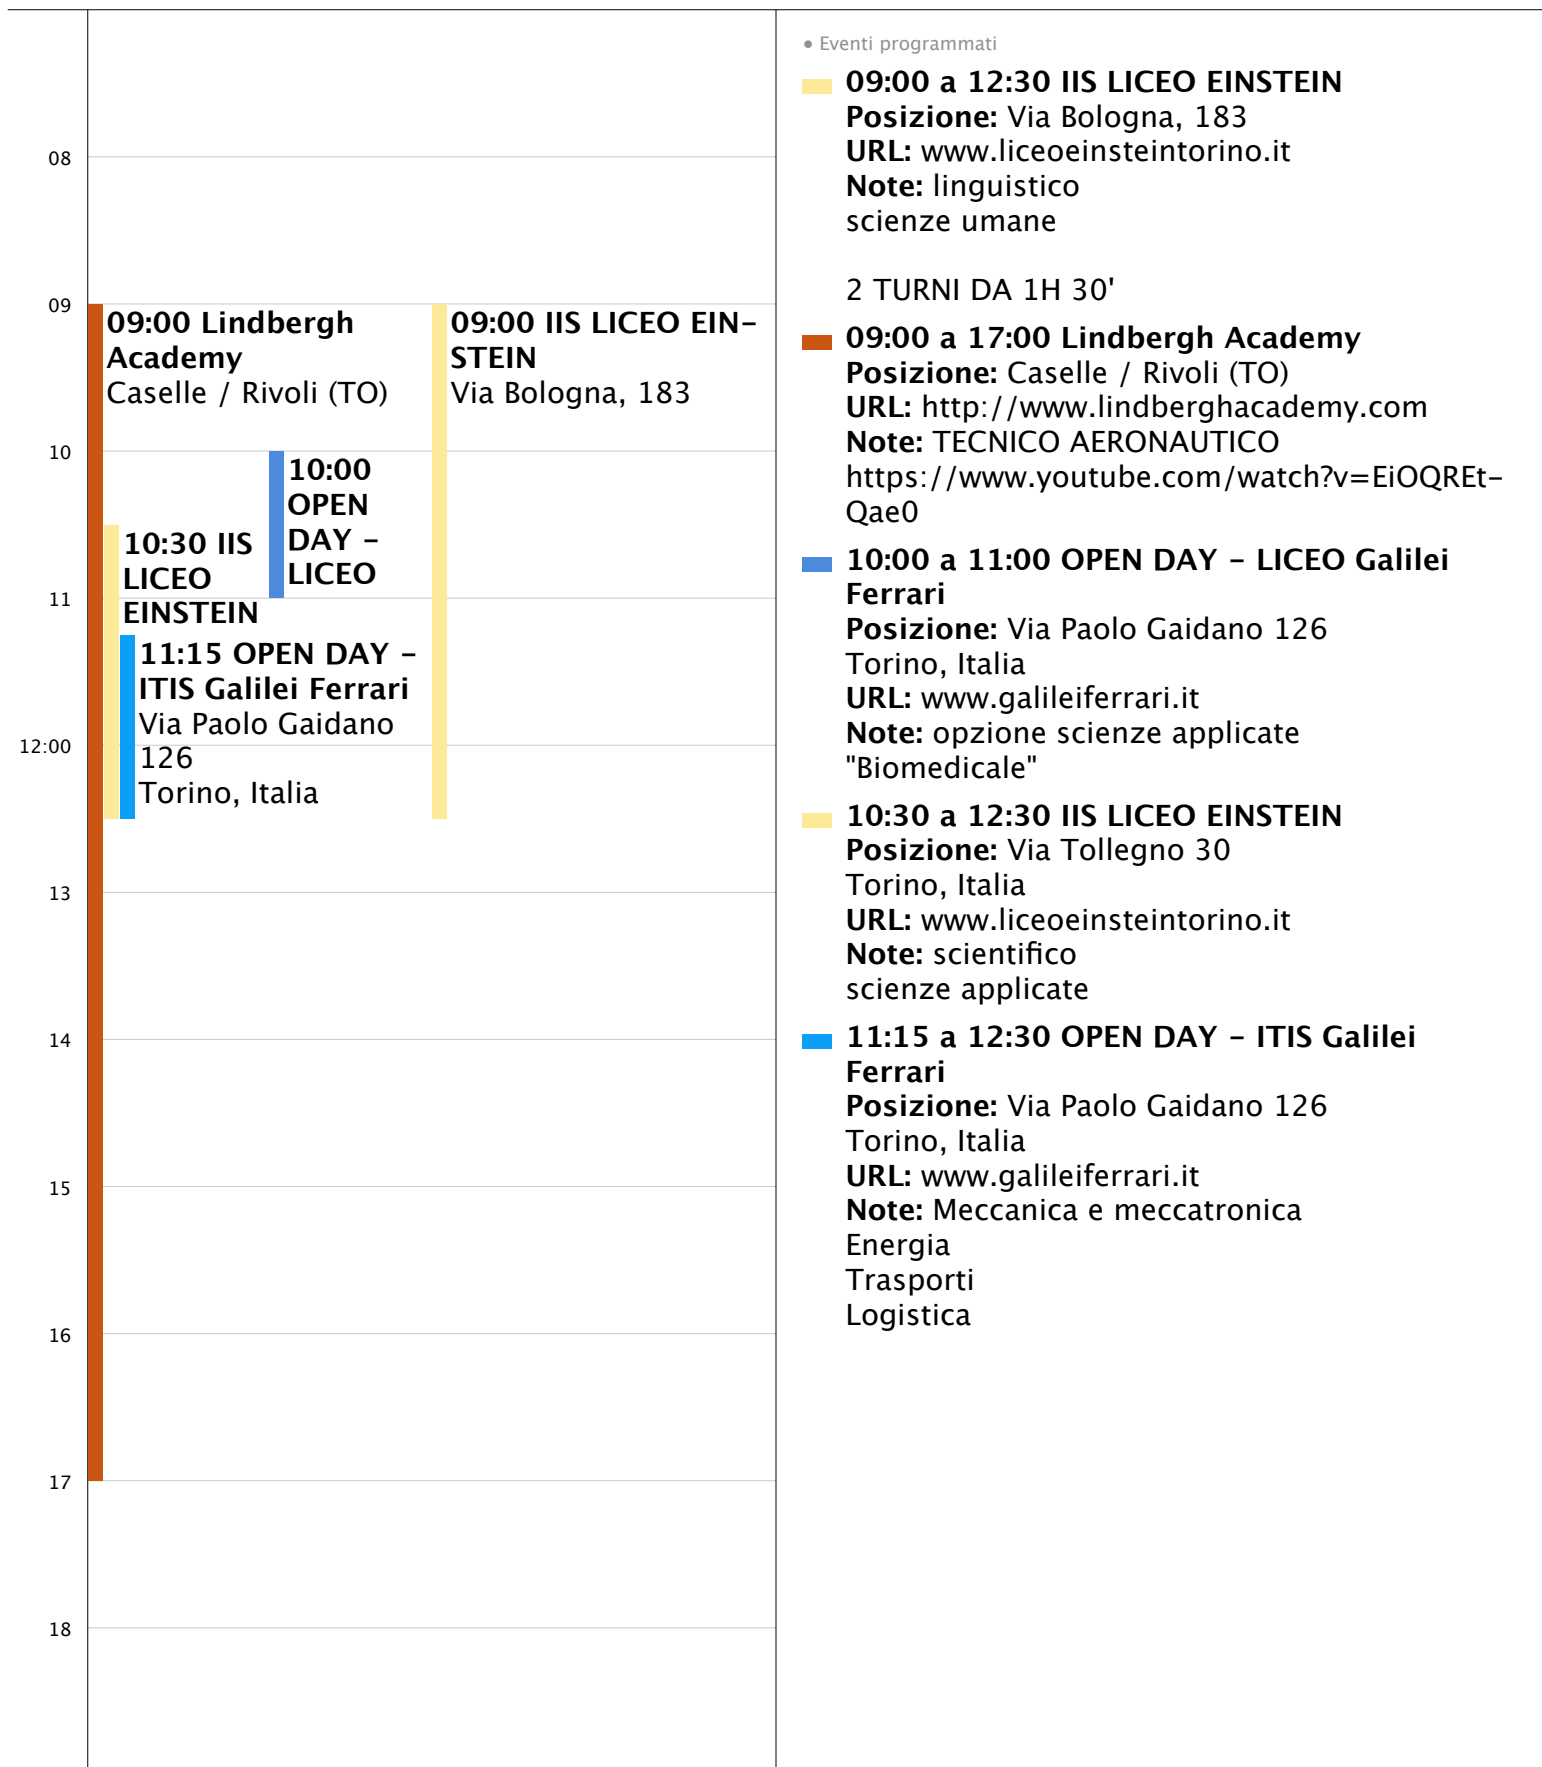 08
09
10
11
12:00
13
14
15
16
17
18
09:00 Lindbergh
Academy
Caselle / Rivoli (TO)
09:00 IIS LICEO EIN-
STEIN
Via Bologna, 183
10:00
OPEN
DAY -
LICEO
10:30 IIS
LICEO
EINSTEIN
11:15 OPEN DAY -
ITIS Galilei Ferrari
Via Paolo Gaidano
126
Torino, Italia
• Eventi programmati
09:00 a 12:30 IIS LICEO EINSTEIN
Posizione: Via Bologna, 183
URL: www.liceoeinsteintorino.it
Note: linguistico
scienze umane
2 TURNI DA 1H 30'
09:00 a 17:00 Lindbergh Academy
Posizione: Caselle / Rivoli (TO)
URL: http://www.lindberghacademy.com
Note: TECNICO AERONAUTICO
https://www.youtube.com/watch?v=EiOQREt-
Qae0
10:00 a 11:00 OPEN DAY - LICEO Galilei
Ferrari
Posizione: Via Paolo Gaidano 126
Torino, Italia
URL: www.galileiferrari.it
Note: opzione scienze applicate
"Biomedicale"
10:30 a 12:30 IIS LICEO EINSTEIN
Posizione: Via Tollegno 30
Torino, Italia
URL: www.liceoeinsteintorino.it
Note: scientifico
scienze applicate
11:15 a 12:30 OPEN DAY - ITIS Galilei
Ferrari
Posizione: Via Paolo Gaidano 126
Torino, Italia
URL: www.galileiferrari.it
Note: Meccanica e meccatronica
Energia
Trasporti
Logistica